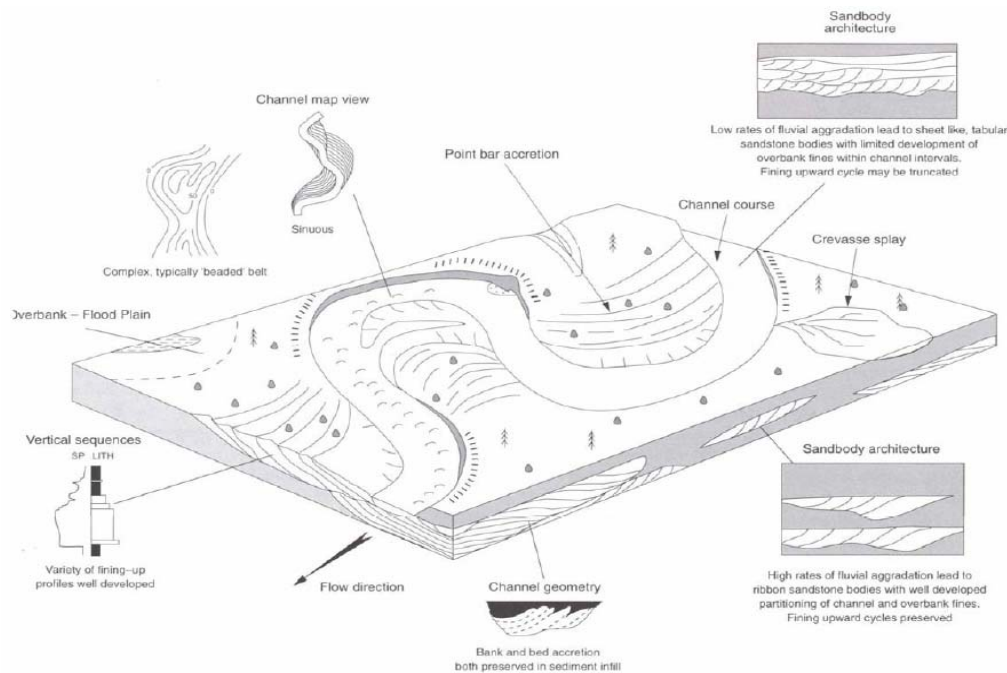 Sandbody
architecture
Low rates of fluvial aggradation lead to sheet like, tabular
sandstone bodies with limited development of
overbank fines within channel intervals.
Fining upward cycle may be truncated
Channel map view
Sinuous
Complex, typically 'beaded' belt
Point bar accretion
Channel course
Crevasse splay
Overbank – Flood Plain
Vertical sequences
SP LITH
Variety of fining--up
profiles well developed
Flow direction
Channel geometry
Bank and bed accretion
both preserved in sediment infill
Sandbody architecture
High rates of fluvial aggradation lead to
ribbon sandstone bodies with well developed
partitioning of channel and overbank fines.
Fining upward cycles preserved